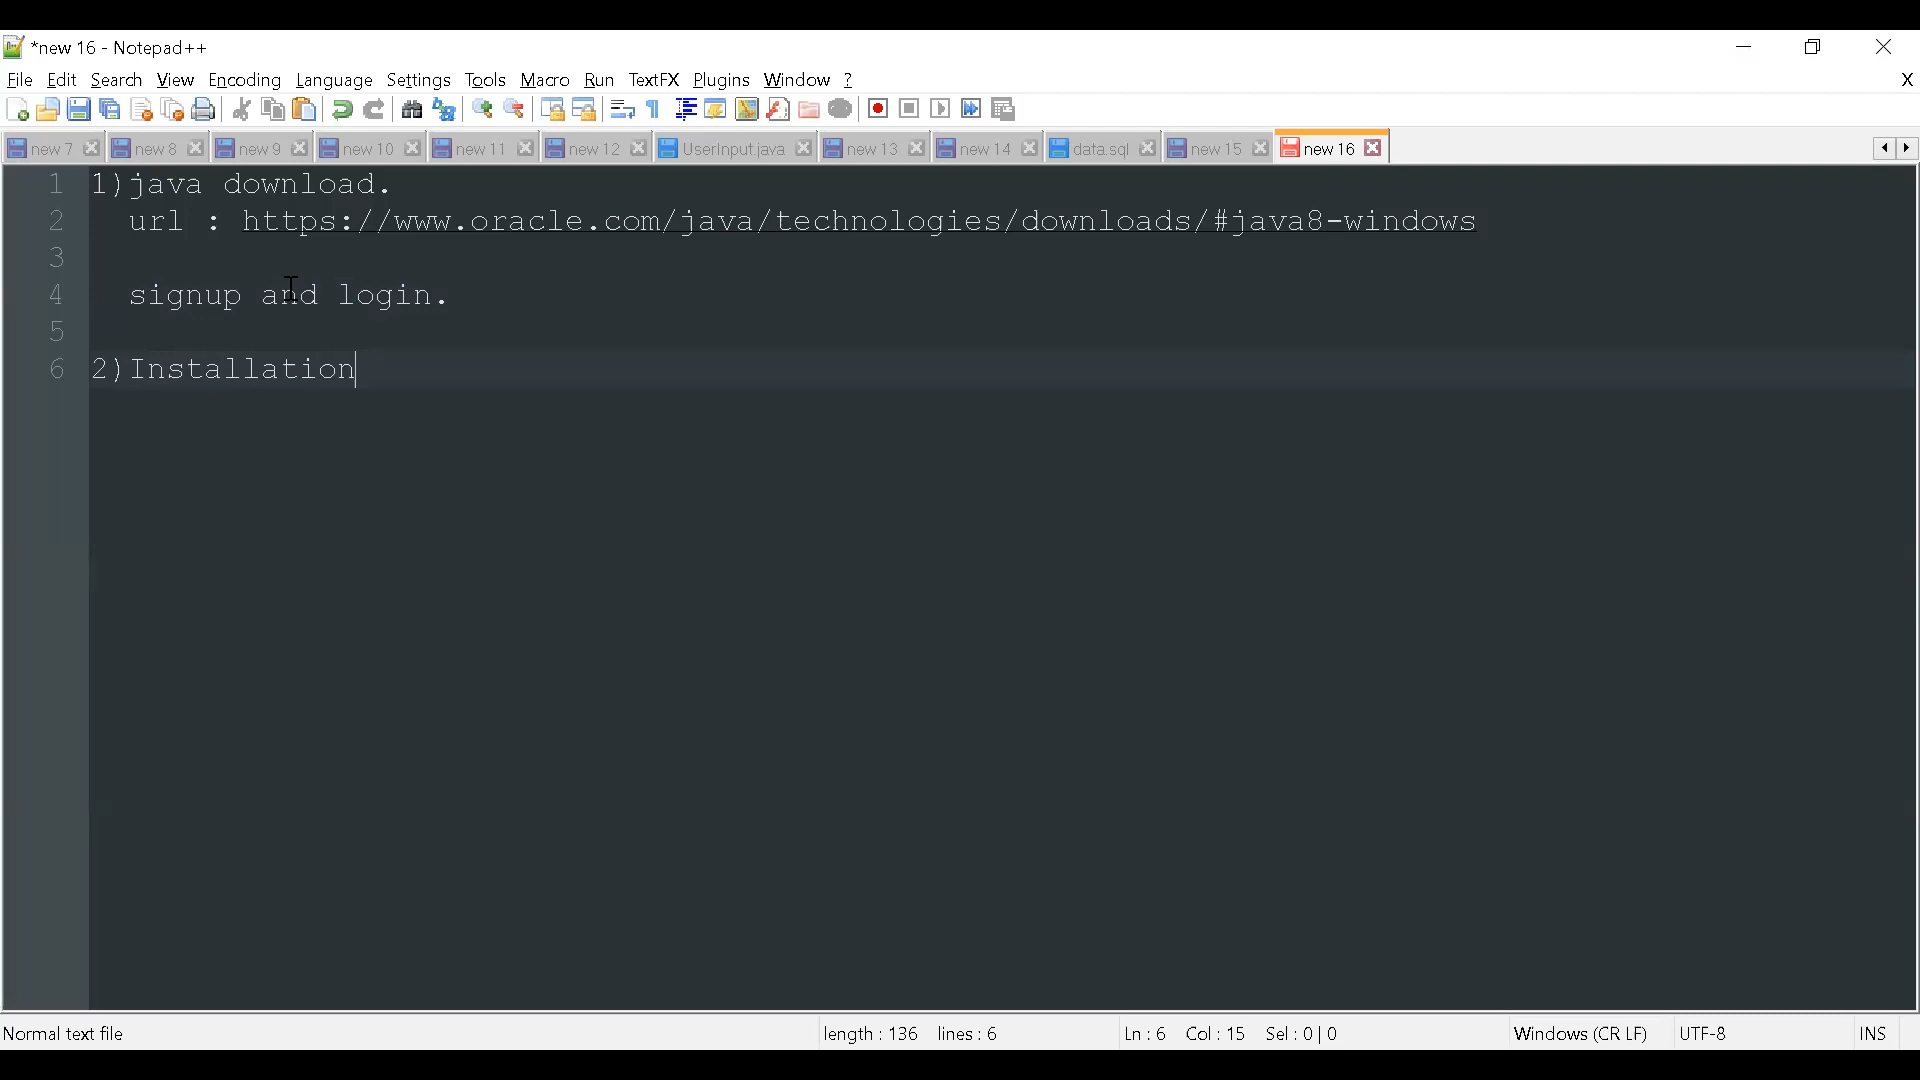 *new 16 - Notepad++
File Edit Search View Encoding Language Settings Tools Macro Run TextFX Plugins Window ? X
new 7 new 8 new 9 new 10 new 11 new 12 UserInput.java new 13 new 14 data.sql new 15 new 16
1 1)java download.
2 url : https://www.oracle.com/java/technologies/downloads/#java8-windows
3
4 signup and login.
5
6 2)Installation
Normal text file length : 136 lines : 6 Ln : 6 Col : 15 Sel : 0 | 0 Windows (CR LF) UTF-8 INS